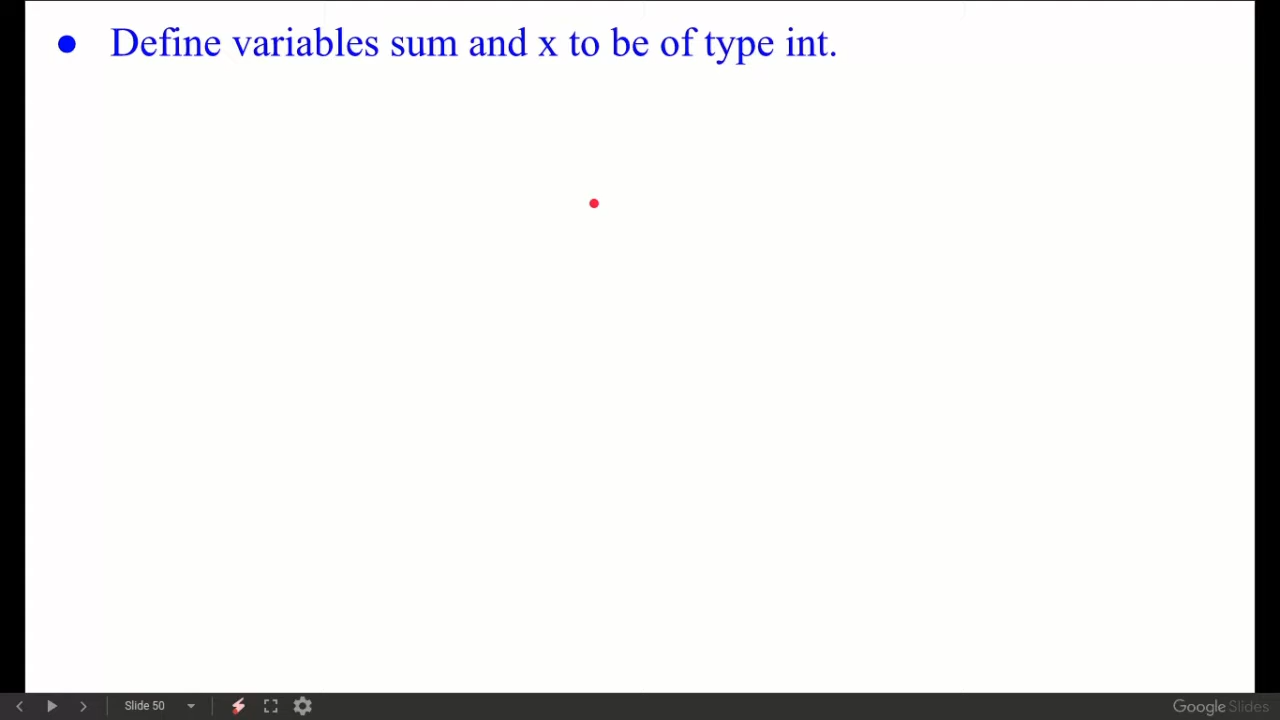 ● Define variables sum and x to be of type int.
Slide 50
Google Slides